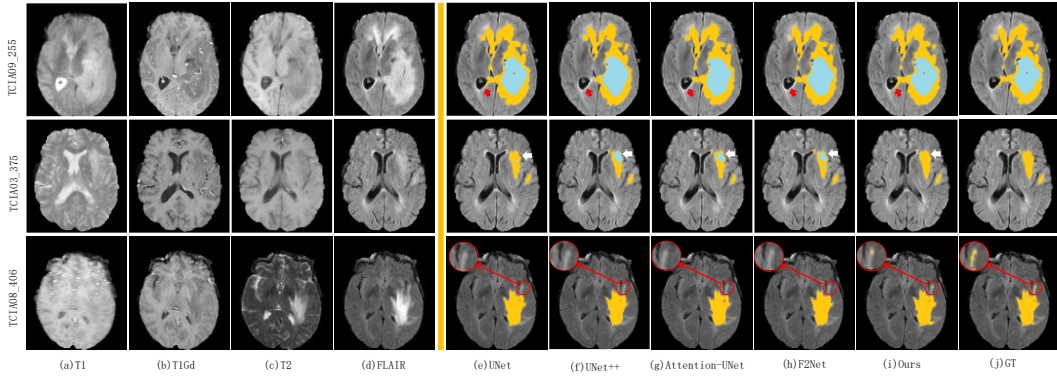 TCIA09_255
TCIA03_375
TCIA08_406
(a)T1 (b)T1Gd (c)T2 (d)FLAIR (e)UNet (f)UNet++ (g)Attention-UNet (h)F2Net (i)Ours (j)GT